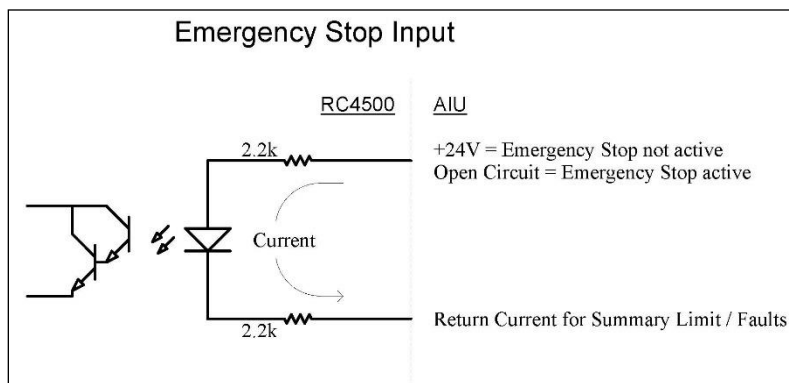 Emergency Stop Input
RC4500
AIU
2.2k
+24V = Emergency Stop not active
Open Circuit = Emergency Stop active
Current
2.2k
Return Current for Summary Limit / Faults